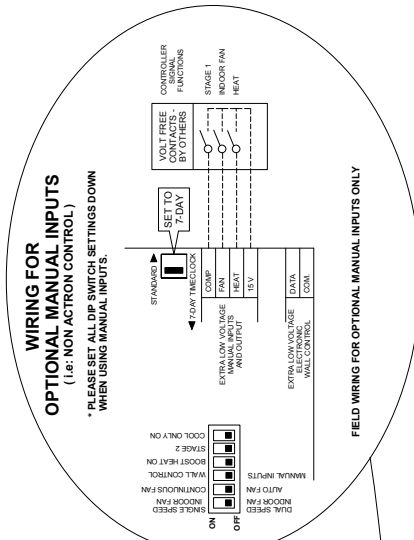 WIRING FOR
OPTIONAL MANUAL INPUTS
( i.e: NON ACTRON CONTROL )
* PLEASE SET ALL DIP SWITCH SETTINGS DOWN
WHEN USING MANUAL INPUTS.
SINGLE SPEED
INDOOR FAN
CONTINUOUS FAN
WALL CONTROL
BOOST HEAT ON
STAGE 2
COOL ONLY ON
ON
OFF
DUAL SPEED
INDOOR FAN
AUTO FAN
MANUAL INPUTS
STANDARD
7-DAY TIMECLOCK
SET TO
7-DAY
COMP
FAN
HEAT
15 V
EXTRA LOW VOLTAGE
MANUAL INPUTS
AND OUTPUT
DATA
COM.
EXTRA LOW VOLTAGE
ELECTRONIC
WALL CONTROL
VOLT FREE
CONTACTS -
BY OTHERS
CONTROLLER
SIGNAL
FUNCTIONS
STAGE 1
INDOOR FAN
HEAT
FIELD WIRING FOR OPTIONAL MANUAL INPUTS ONLY